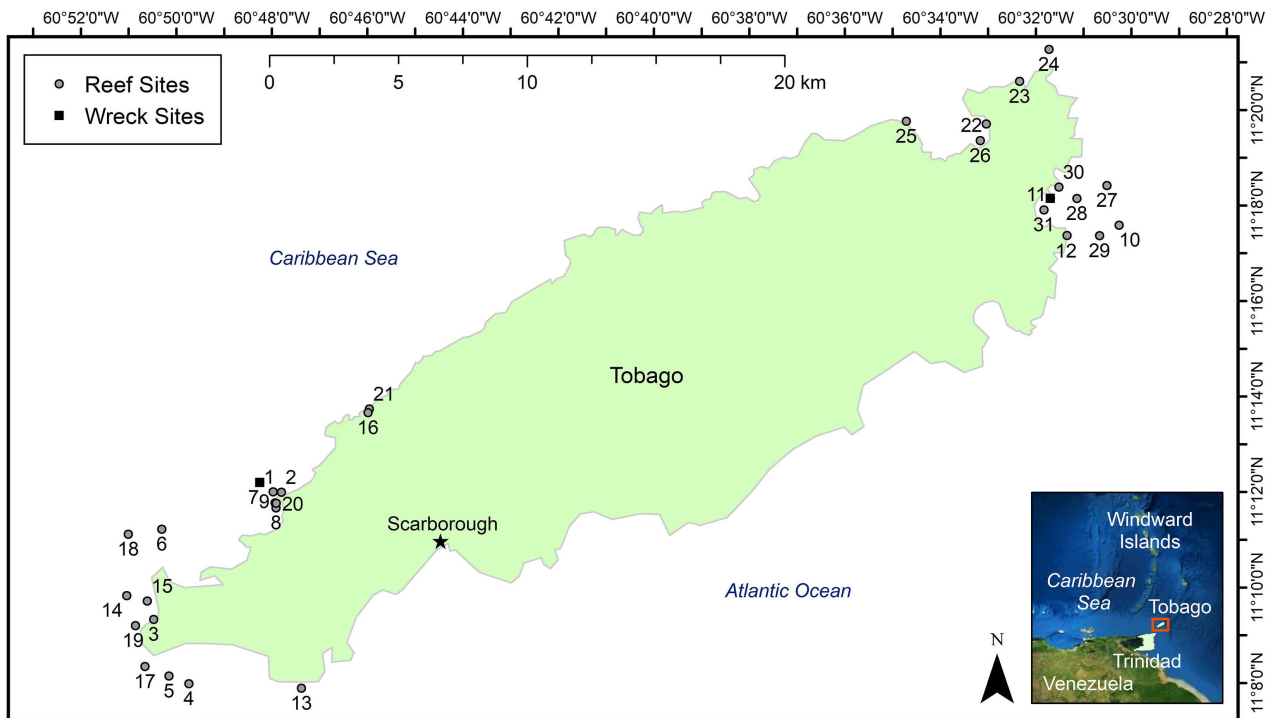 60°52'0"W 60°50'0"W 60°48'0"W 60°46'0"W 60°44'0"W 60°42'0"W 60°40'0"W 60°38'0"W 60°36'0"W 60°34'0"W 60°32'0"W 60°30'0"W 60°28'0"W
Reef Sites
Wreck Sites
0 5 10 20 km
24
23
11°20'0"N
25
22
26
30
11
27
28
11°18'0"N
31
10
12
29
Caribbean Sea
11°16'0"N
Tobago
11°14'0"N
21
16
1
2
7
9
20
8
11°12'0"N
Scarborough
18
6
Atlantic Ocean
11°10'0"N
15
14
19
3
17
5
4
13
11°8'0"N
N
Windward
Islands
Caribbean
Sea
Tobago
Trinidad
Venezuela